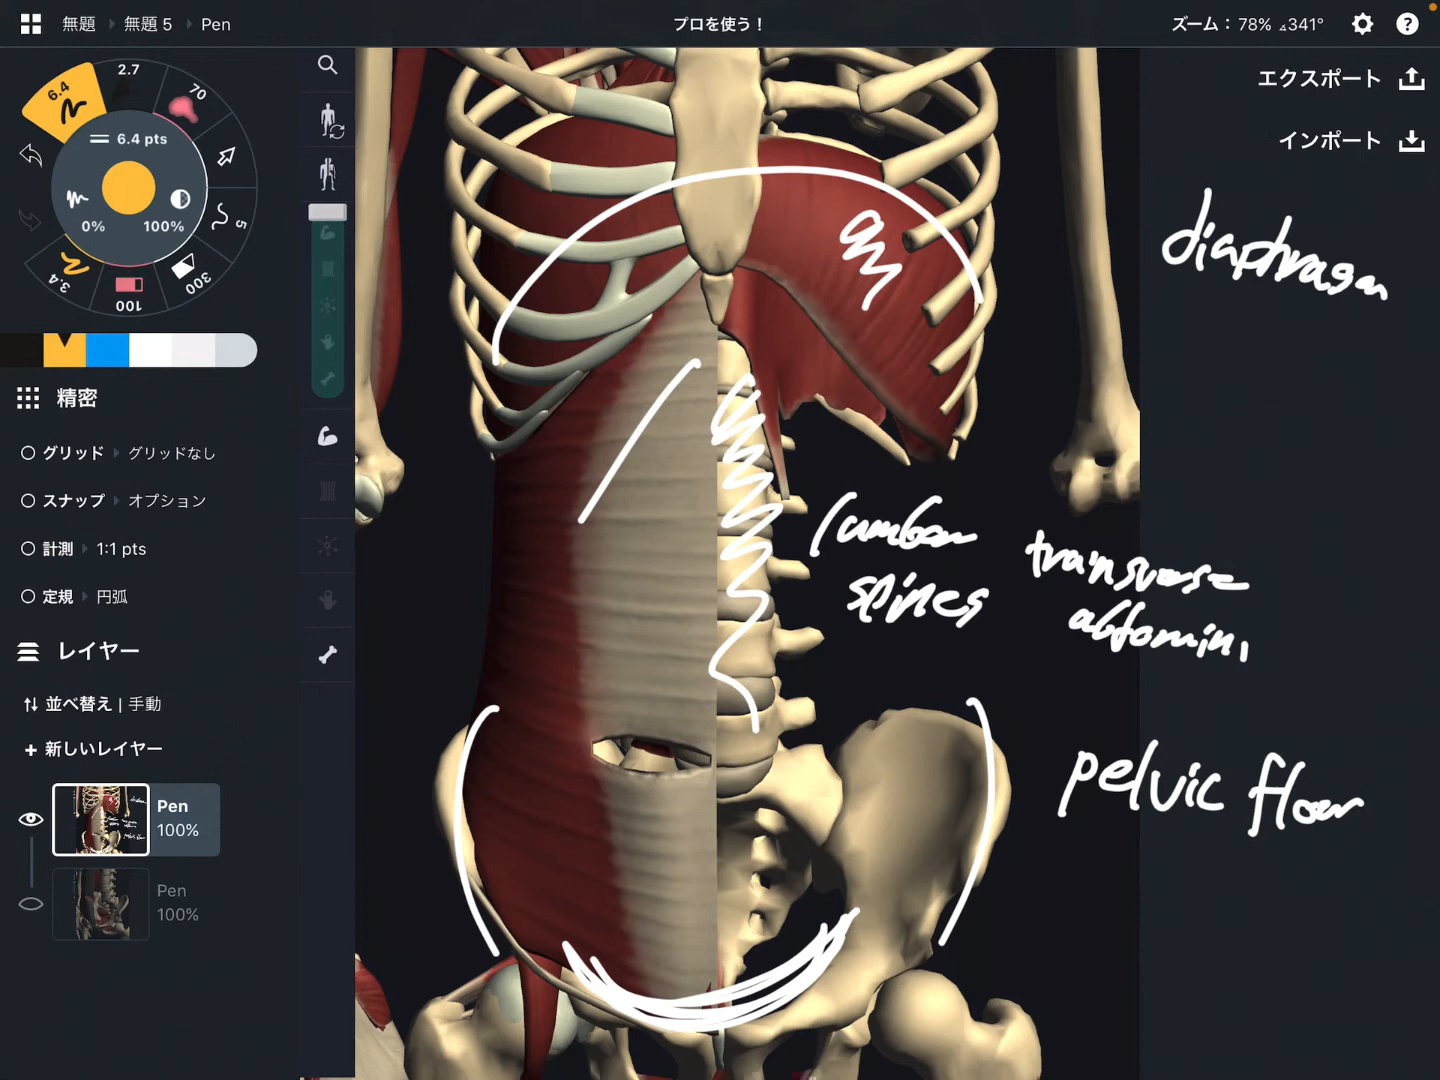 無題 無題 5 Pen
プロを使う！
ズーム：78% ⊿341°
エクスポート
インポート
6.4
2.7
70
6.4 pts
0%
100%
5
300
100
3.4
精密
グリッド グリッドなし
スナップ オプション
計測 1:1 pts
定規 円弧
レイヤー
並べ替え | 手動
+ 新しいレイヤー
Pen
100%
Pen
100%
diaphragm
lumbar
spines
transverse
abdomini
pelvic floor